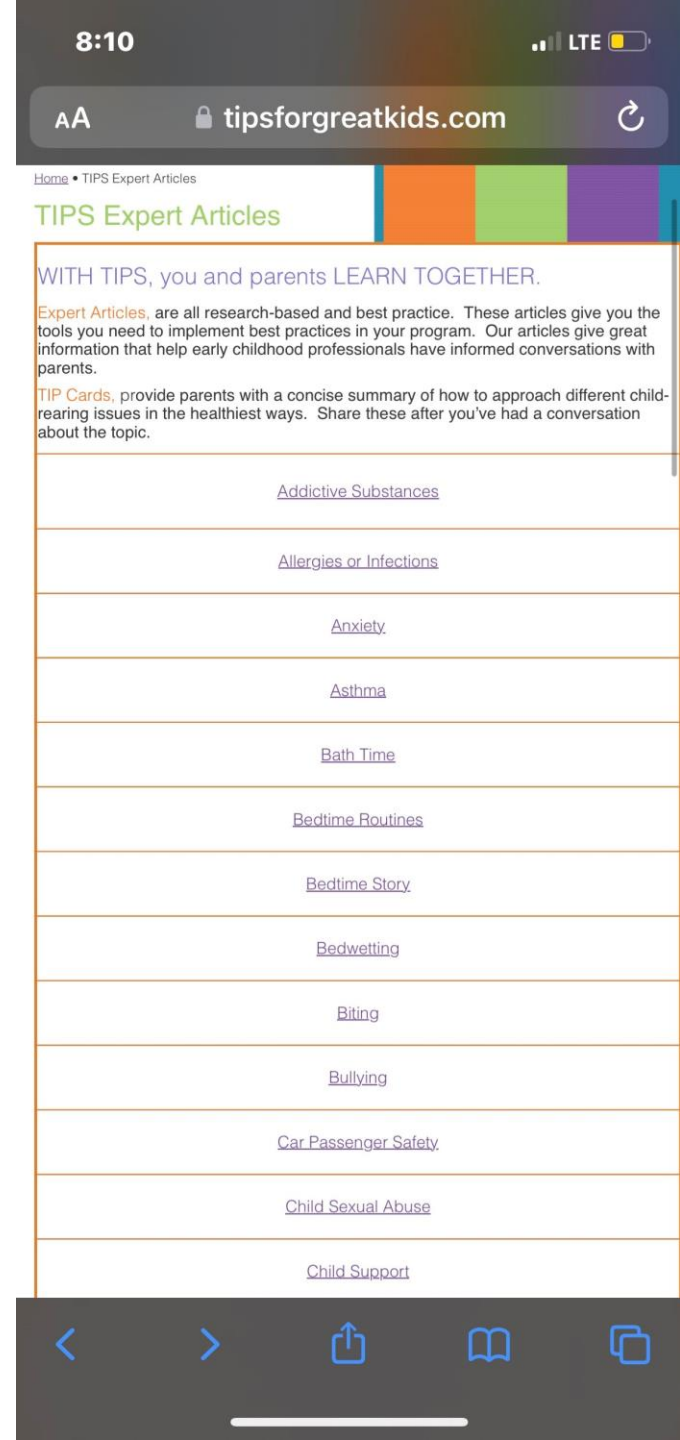 8:10 LTE
AA tipsforgreatkids.com
Home • TIPS Expert Articles
TIPS Expert Articles
WITH TIPS, you and parents LEARN TOGETHER.
Expert Articles, are all research-based and best practice. These articles give you the
tools you need to implement best practices in your program. Our articles give great
information that help early childhood professionals have informed conversations with
parents.
TIP Cards, provide parents with a concise summary of how to approach different child-
rearing issues in the healthiest ways. Share these after you've had a conversation
about the topic.
Addictive Substances
Allergies or Infections
Anxiety
Asthma
Bath Time
Bedtime Routines
Bedtime Story
Bedwetting
Biting
Bullying
Car Passenger Safety
Child Sexual Abuse
Child Support